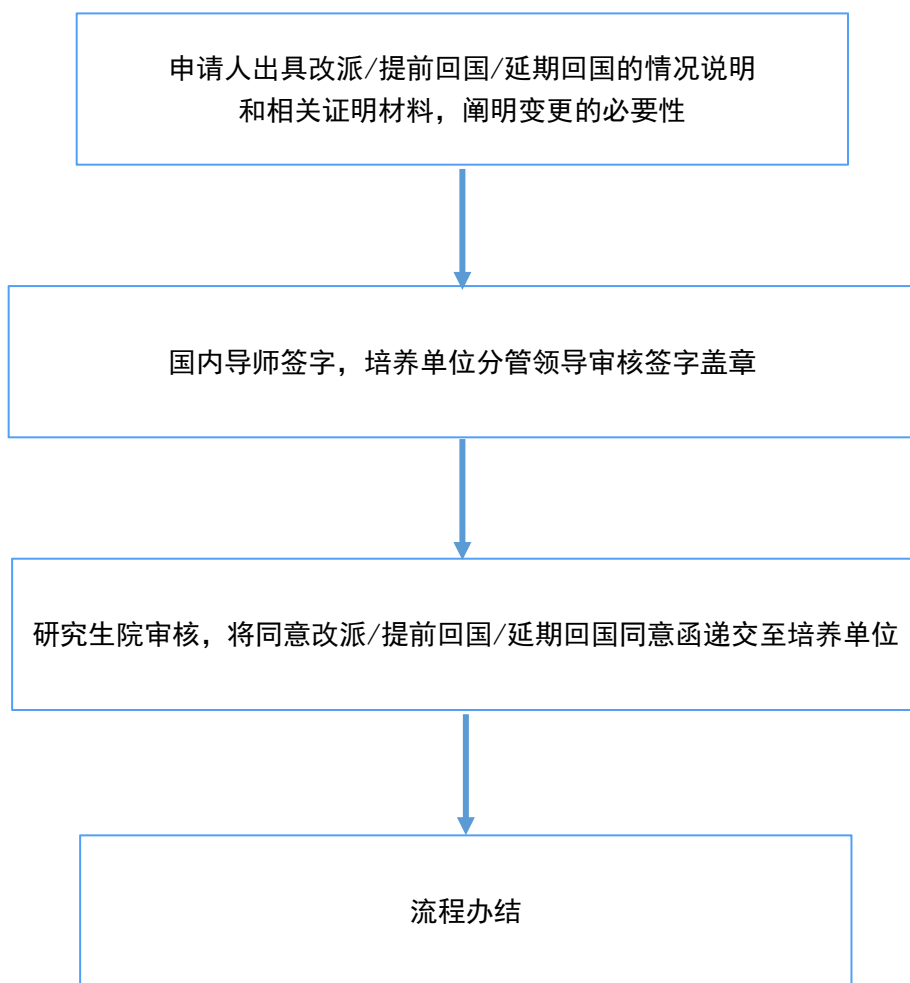 申请人出具改派/提前回国/延期回国的情况说明
和相关证明材料，阐明变更的必要性
国内导师签字，培养单位分管领导审核签字盖章
研究生院审核，将同意改派/提前回国/延期回国同意函递交至培养单位
流程办结